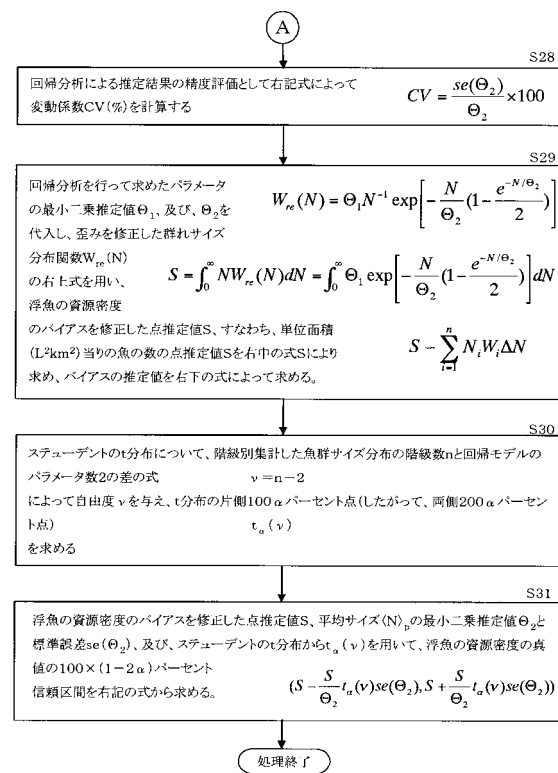 A
S28
回帰分析による推定結果の精度評価として右記式によって
変動係数CV(%)を計算する
CV = se(Θ₂)/Θ₂ ×100
S29
回帰分析を行って求めたパラメータ
の最小二乗推定値Θ₁、及び、Θ₂を
代入し、歪みを修正した群れサイズ
分布関数Wre(N)
の右上式を用い、
浮魚の資源密度
のバイアスを修正した点推定値S、すなわち、単位面積
(L²km²)当りの魚の数の点推定値Sを右中の式Sにより
求め、バイアスの推定値を右下の式によって求める。
Wre(N) = Θ₁N⁻¹ exp[-N/Θ₂(1-e^(-N/Θ₂)/2)]
S = ∫₀^∞ NWre(N)dN = ∫₀^∞ Θ₁ exp[-N/Θ₂(1-e^(-N/Θ₂)/2)]dN
S - Σ_{i=1}^{n} NᵢWᵢΔN
S30
ステューデントのt分布について、階級別集計した魚群サイズ分布の階級数nと回帰モデルの
パラメータ数2の差の式 ν=n-2
によって自由度νを与え、t分布の片側100αパーセント点(したがって、両側200αパーセン
ト点) tα(ν)
を求める
S31
浮魚の資源密度のバイアスを修正した点推定値S、平均サイズ⟨N⟩pの最小二乗推定値Θ₂と
標準誤差se(Θ₂)、及び、ステューデントのt分布からtα(ν)を用いて、浮魚の資源密度の真
値の100×(1-2α)パーセント
信頼区間を右記の式から求める。
(S - S/Θ₂ tα(ν)se(Θ₂), S + S/Θ₂ tα(ν)se(Θ₂))
処理終了